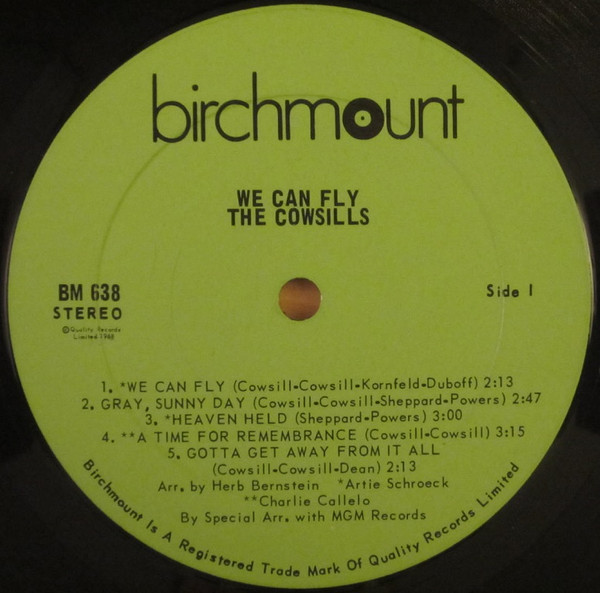 birchmount
WE CAN FLY
THE COWSILLS
BM 638
STEREO
©Quality Records
Limited 1968
Side 1
1. *WE CAN FLY (Cowsill-Cowsill-Kornfeld-Duboff) 2:13
2. GRAY, SUNNY DAY (Cowsill-Cowsill-Sheppard-Powers) 2:47
3. *HEAVEN HELD (Sheppard-Powers) 3:00
4. **A TIME FOR REMEMBRANCE (Cowsill-Cowsill) 3:15
5. GOTTA GET AWAY FROM IT ALL
(Cowsill-Cowsill-Dean) 2:13
Arr. by Herb Bernstein *Artie Schroeck
**Charlie Callelo
By Special Arr. with MGM Records
Birchmount Is A Registered Trade Mark Of Quality Records Limited